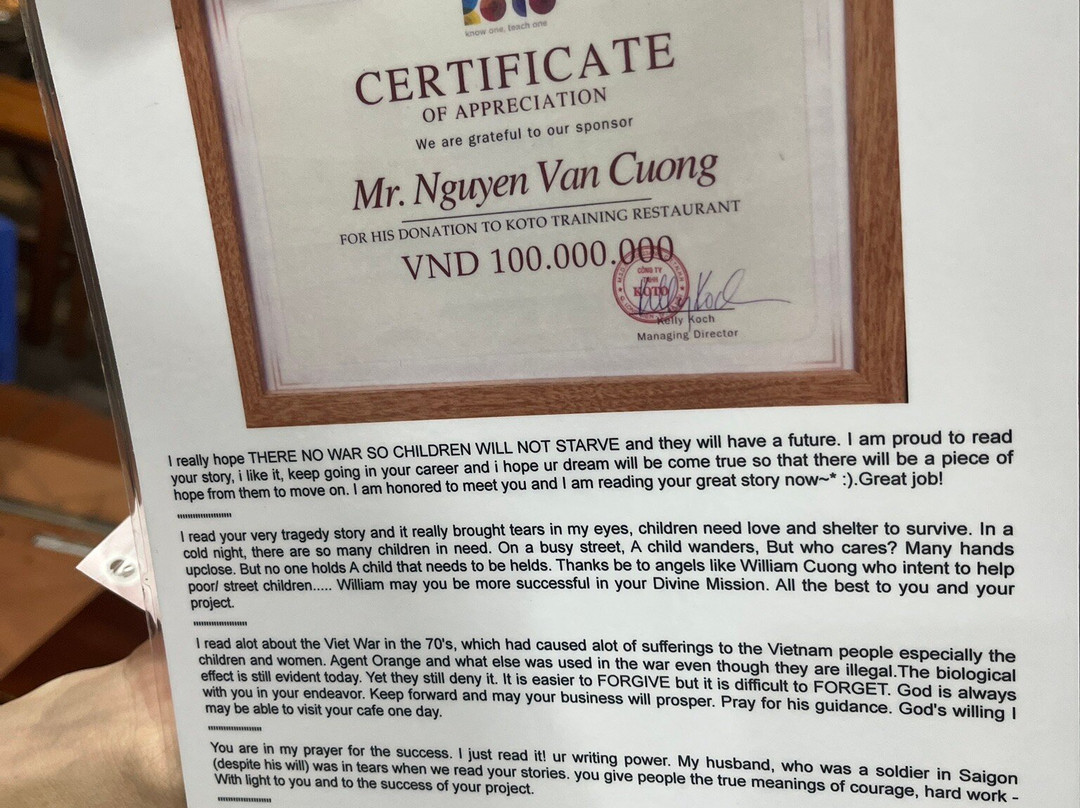 know one, teach one
CERTIFICATE
OF APPRECIATION
We are grateful to our sponsor
Mr. Nguyen Van Cuong
FOR HIS DONATION TO KOTO TRAINING RESTAURANT
VND 100.000.000
CÔNG TY
KOTO
Kelly Koch
Managing Director
I really hope THERE NO WAR SO CHILDREN WILL NOT STARVE and they will have a future. I am proud to read
your story, i like it, keep going in your career and i hope ur dream will be come true so that there will be a piece of
hope from them to move on. I am honored to meet you and I am reading your great story now~* :).Great job!
I read your very tragedy story and it really brought tears in my eyes, children need love and shelter to survive. In a
cold night, there are so many children in need. On a busy street, A child wanders, But who cares? Many hands
upclose. But no one holds A child that needs to be helds. Thanks be to angels like William Cuong who intent to help
poor/ street children..... William may you be more successful in your Divine Mission. All the best to you and your
project.
I read alot about the Viet War in the 70's, which had caused alot of sufferings to the Vietnam people especially the
children and women. Agent Orange and what else was used in the war even though they are illegal.The biological
effect is still evident today. Yet they still deny it. It is easier to FORGIVE but it is difficult to FORGET. God is always
with you in your endeavor. Keep forward and may your business will prosper. Pray for his guidance. God's willing I
may be able to visit your cafe one day.
You are in my prayer for the success. I just read it! ur writing power. My husband, who was a soldier in Saigon
(despite his will) was in tears when we read your stories. you give people the true meanings of courage, hard work -
With light to you and to the success of your project.